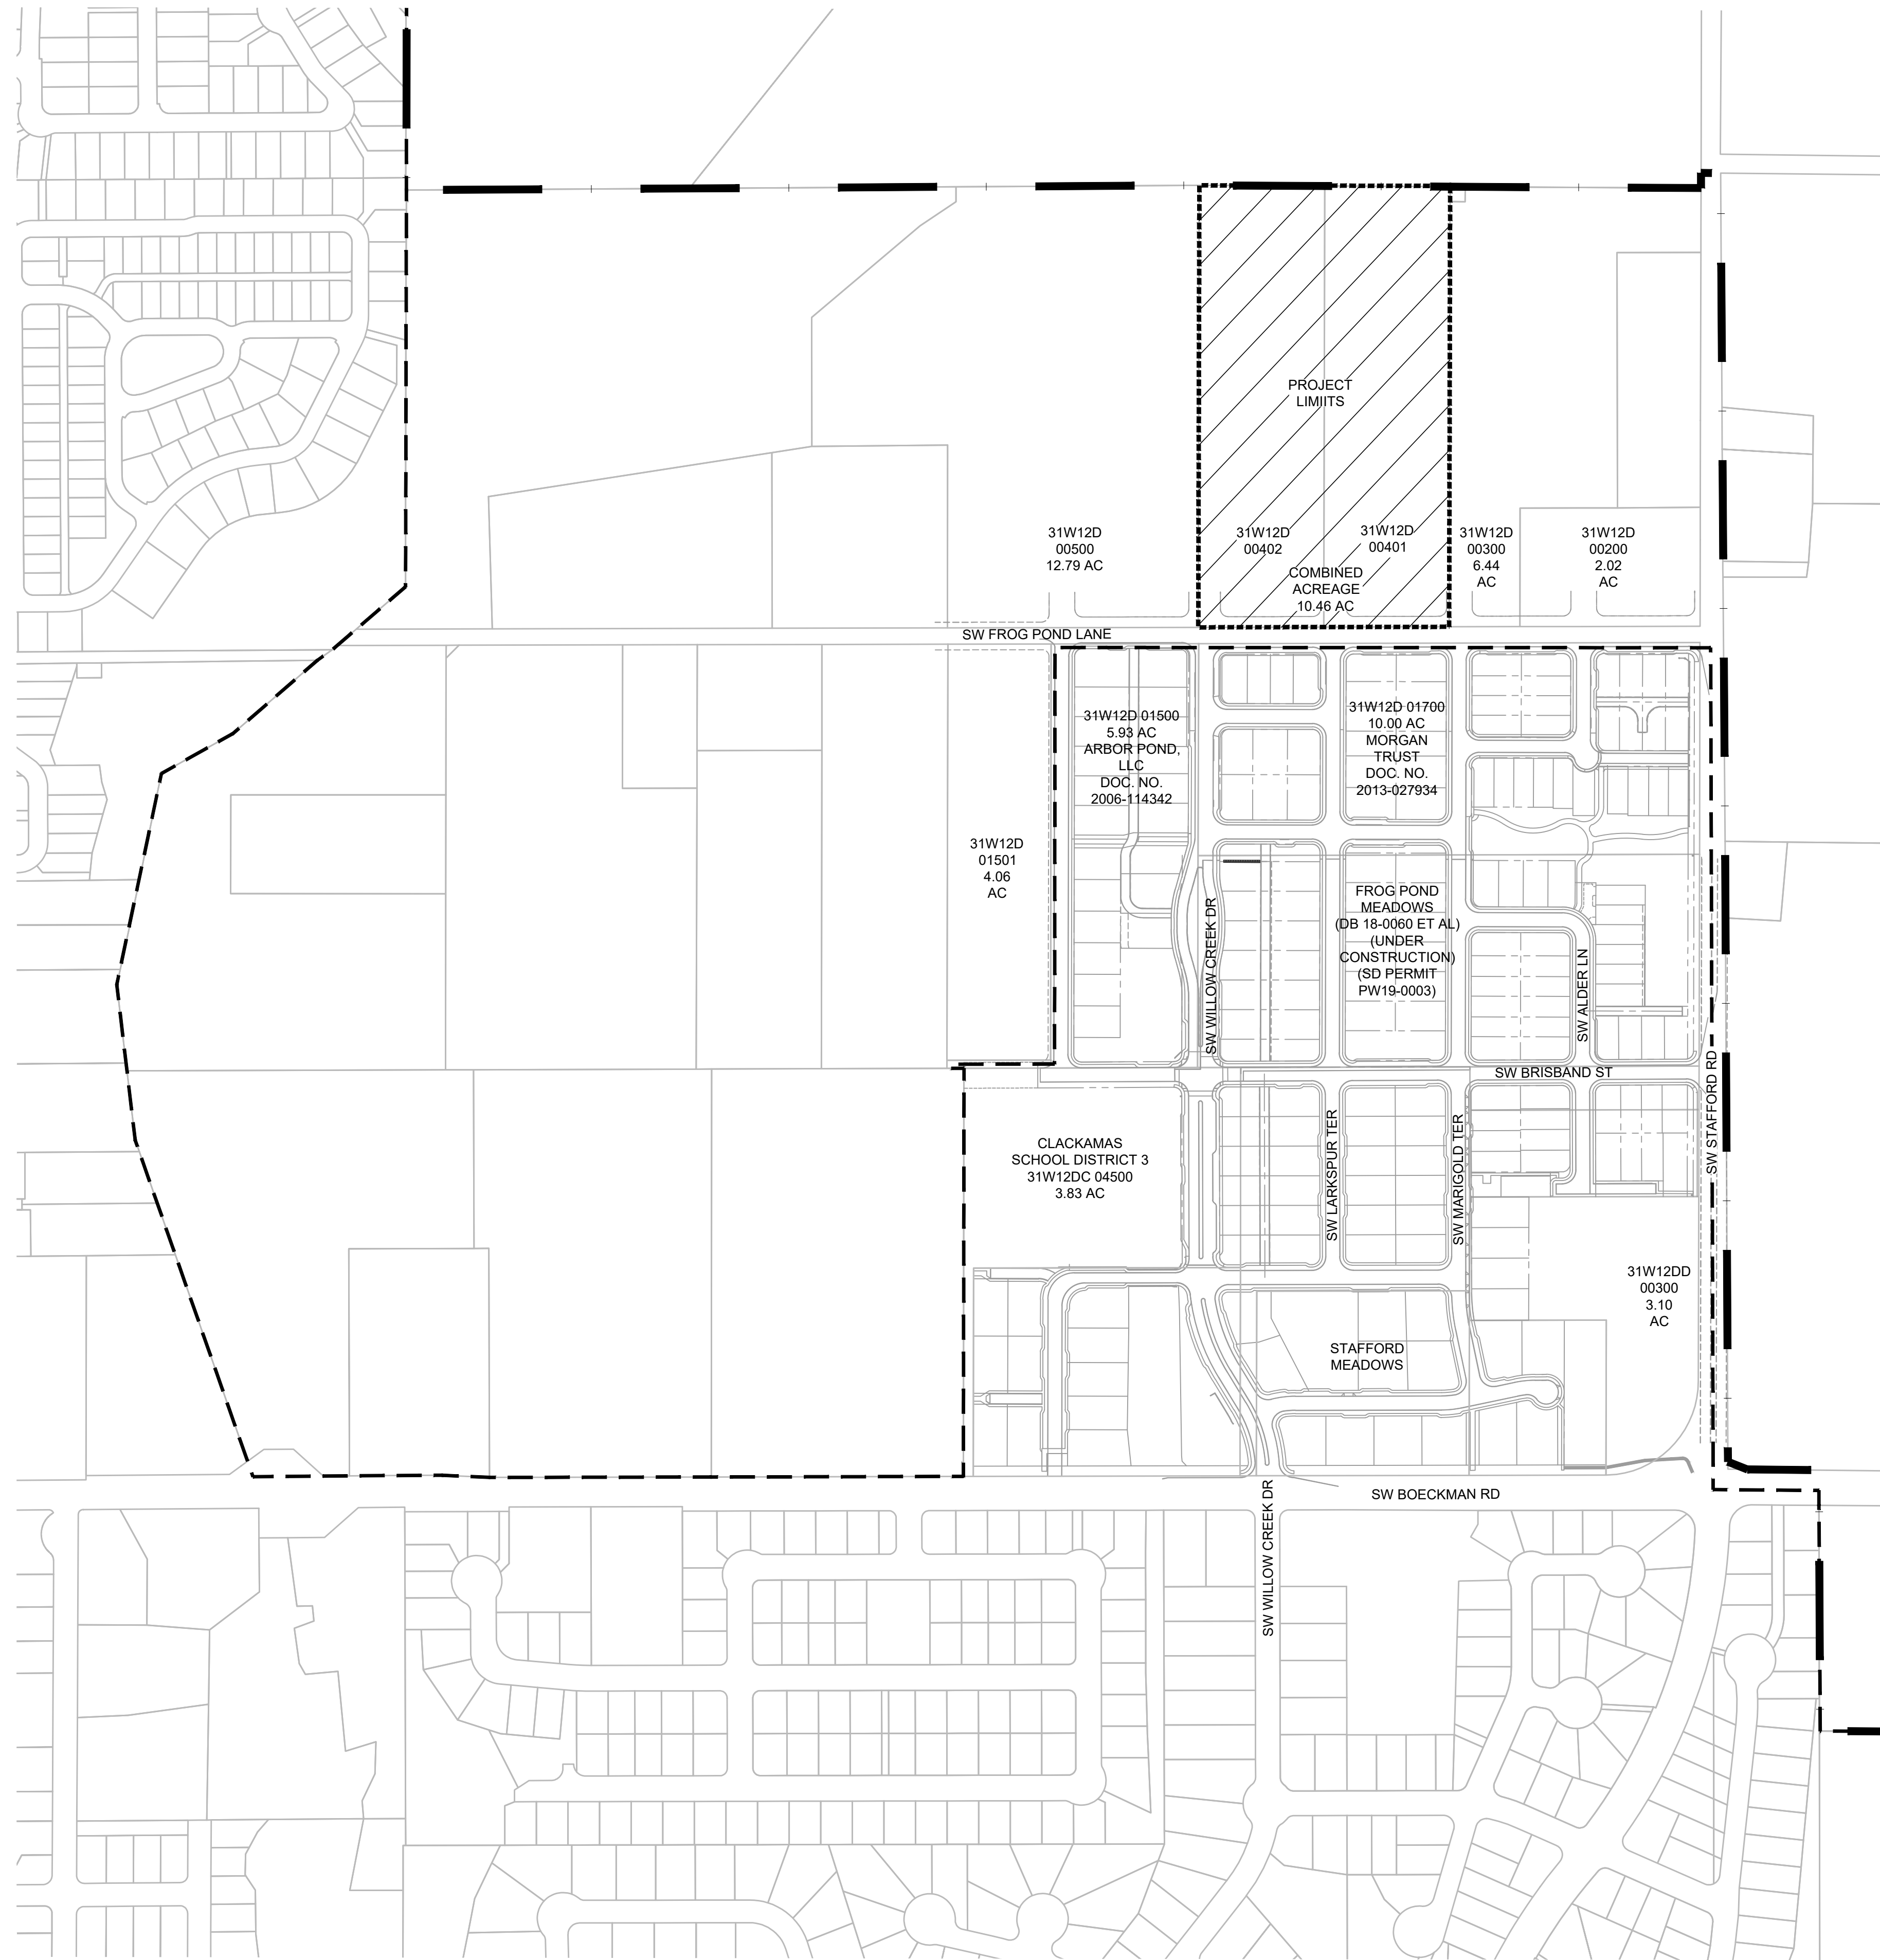 PROJECT
LIMIITS
31W12D
00500
12.79 AC
31W12D
00402
31W12D
00401
COMBINED
ACREAGE
10.46 AC
31W12D
00300
6.44
AC
31W12D
00200
2.02
AC
SW FROG POND LANE
31W12D 01500
5.93 AC
ARBOR POND,
LLC
DOC. NO.
2006-114342
31W12D 01700
10.00 AC
MORGAN
TRUST
DOC. NO.
2013-027934
31W12D
01501
4.06
AC
FROG POND
MEADOWS
(DB 18-0060 ET AL)
(UNDER
CONSTRUCTION)
(SD PERMIT
PW19-0003)
SW WILLOW CREEK DR
SW ALDER LN
SW BRISBAND ST
SW STAFFORD RD
CLACKAMAS
SCHOOL DISTRICT 3
31W12DC 04500
3.83 AC
SW LARKSPUR TER
SW MARIGOLD TER
31W12DD
00300
3.10
AC
STAFFORD
MEADOWS
SW BOECKMAN RD
SW WILLOW CREEK DR